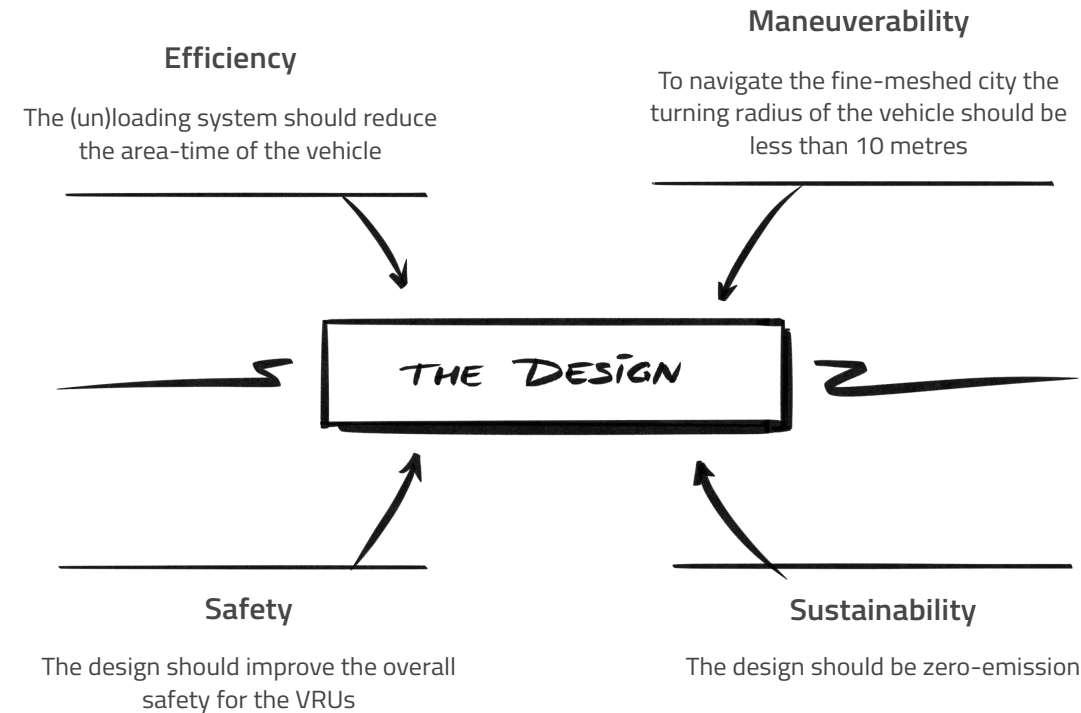 Efficiency
The (un)loading system should reduce
the area-time of the vehicle
Maneuverability
To navigate the fine-meshed city the
turning radius of the vehicle should be
less than 10 metres
THE DESIGN
Safety
The design should improve the overall
safety for the VRUs
Sustainability
The design should be zero-emission